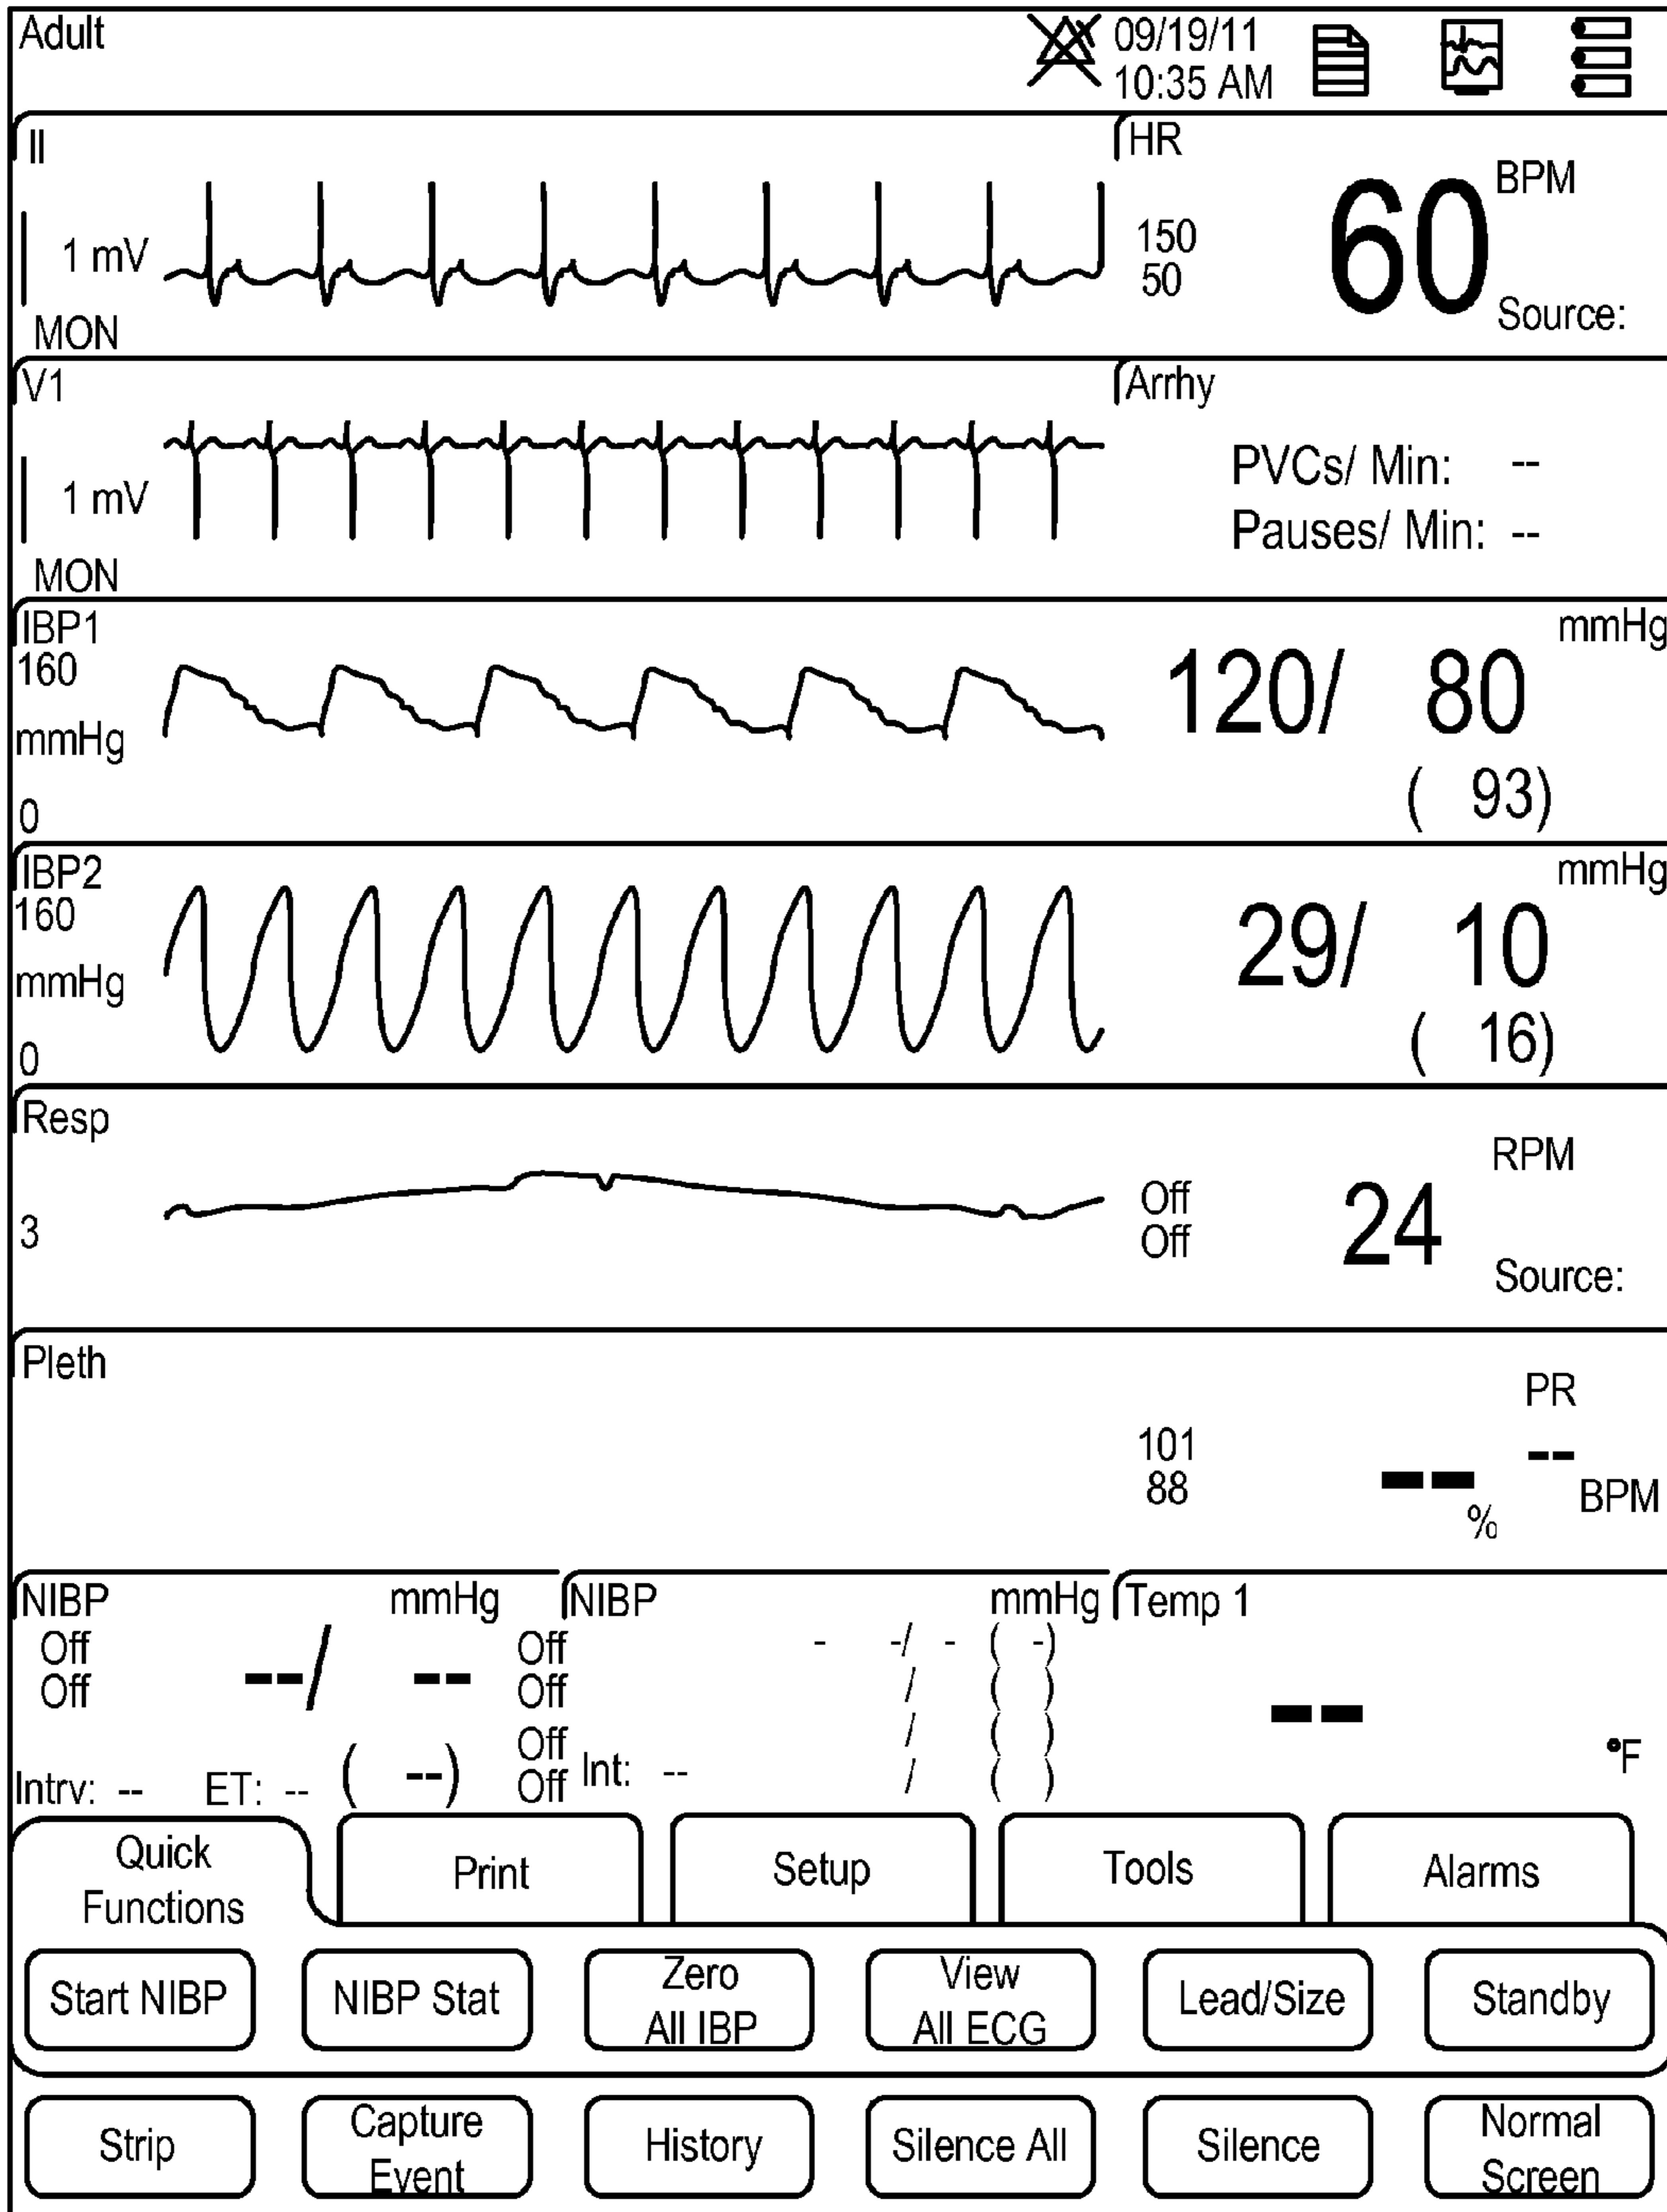 Adult
09/19/11
10:35 AM
II
1 mV
MON
HR
150
50
60
BPM
Source:
V1
1 mV
MON
Arrhy
PVCs/ Min: --
Pauses/ Min: --
IBP1
160
mmHg
0
mmHg
120/ 80
( 93)
IBP2
160
mmHg
0
mmHg
29/ 10
( 16)
Resp
3
Off
Off
24
RPM
Source:
Pleth
101
88
--
%
PR
--
BPM
NIBP mmHg
Off
Off
--/ --
( --)
Intrv: -- ET: --
NIBP mmHg
Off - -/ - ( -)
Off / ( )
Off / ( )
Off Int: -- / ( )
Temp 1
--
°F
Quick
Functions
Print
Setup
Tools
Alarms
Start NIBP
NIBP Stat
Zero
All IBP
View
All ECG
Lead/Size
Standby
Strip
Capture
Event
History
Silence All
Silence
Normal
Screen